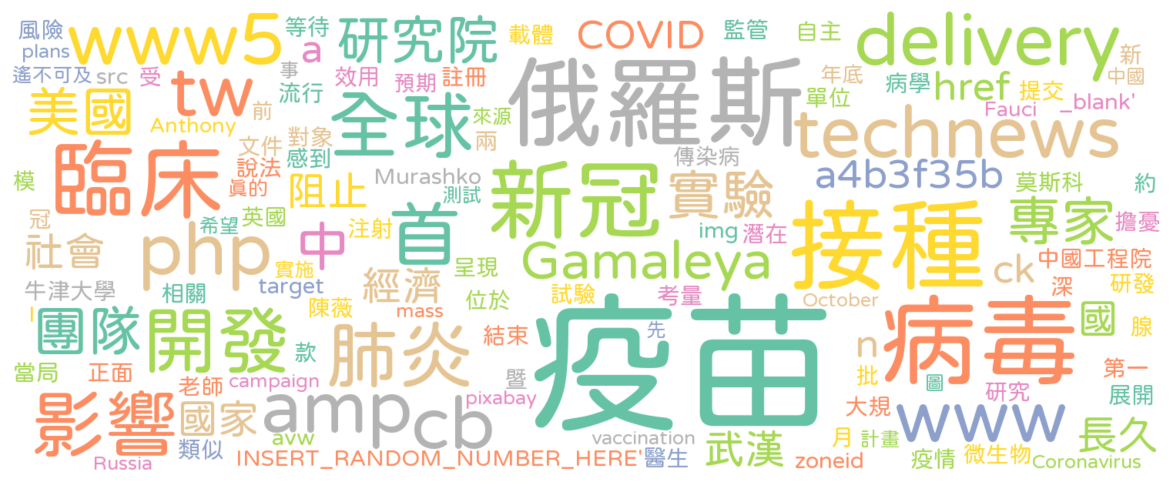 風險
www5
a
等待
研究院
載體
COVID
監管
自主
delivery
新
中國
plans
遙不可及
src
受
tw
事
流行
效用
預期
註冊
俄羅斯
年底
病學
href
提交
_blank'
美國
Anthony
前
全球
來源
兩
單位
Fauci
technews
文件
對象
感到
說法
真的
臨床
模
阻止
Murashko
測試
傳染病
新冠
實驗
a4b3f35b
莫斯科
約
專家
擔憂
冠
社會
php
希望
英國
中
注射
首
img
潛在
接種
Gamaleya
呈現
ck
中國工程院
深
研發
牛津大學
實施
target
相關
經濟
位於
試驗
考量
October
l
團隊
開發
陳薇
mass
肺炎
結束
疫苗
先
病毒
國
腺
n
款
當局
正面
老師
campaign
暨
pixabay
批
圖
研究
第一
展開
大規
影響
國家
amp
cb
www
長久
類似
avw
vaccination
武漢
月
計畫
Russia
INSERT_RANDOM_NUMBER_HERE'
醫生
zoneid
疫情
微生物
Coronavirus